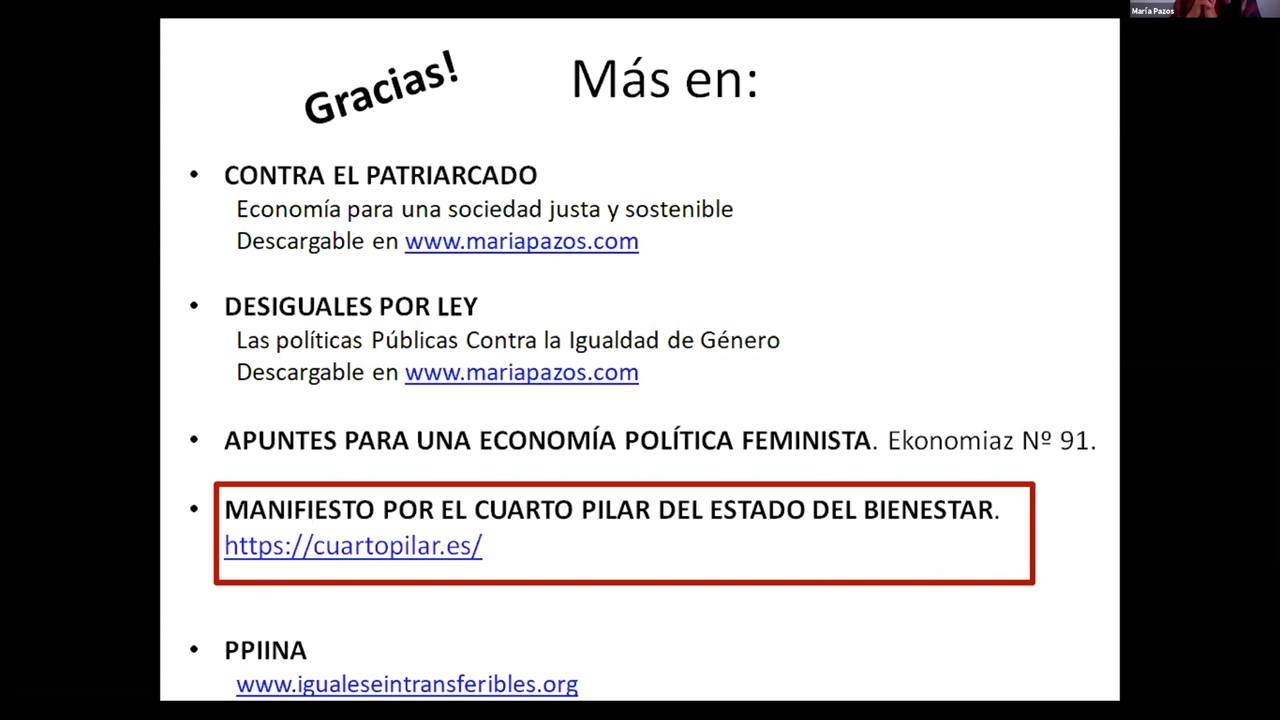 María Pazos
Gracias!
Más en:
• CONTRA EL PATRIARCADO
Economía para una sociedad justa y sostenible
Descargable en www.mariapazos.com
• DESIGUALES POR LEY
Las políticas Públicas Contra la Igualdad de Género
Descargable en www.mariapazos.com
• APUNTES PARA UNA ECONOMÍA POLÍTICA FEMINISTA. Ekonomiaz Nº 91.
• MANIFIESTO POR EL CUARTO PILAR DEL ESTADO DEL BIENESTAR.
https://cuartopilar.es/
• PPIINA
www.igualeseintransferibles.org